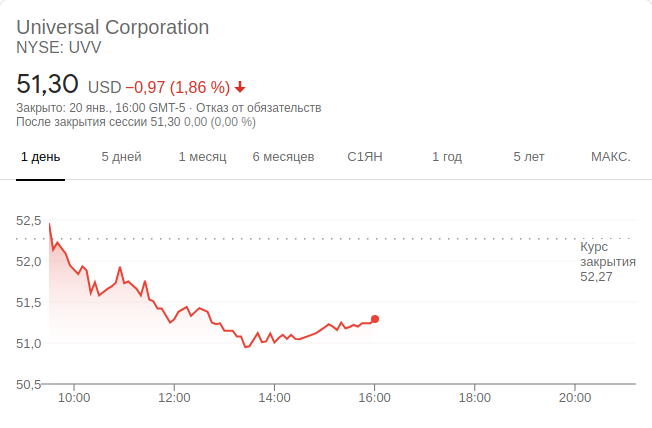 Universal Corporation
NYSE: UVV
51,30 USD −0,97 (1,86 %)
Закрыто: 20 янв., 16:00 GMT-5 · Отказ от обязательств
После закрытия сессии 51,30 0,00 (0,00 %)
1 день 5 дней 1 месяц 6 месяцев С1ЯН 1 год 5 лет МАКС.
52,5
Курс
закрытия
52,27
52,0
51,5
51,0
50,5
10:00 12:00 14:00 16:00 18:00 20:00